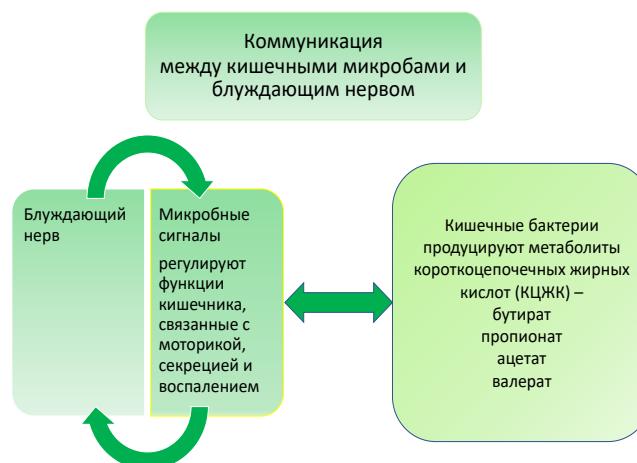 Коммуникация
между кишечными микробами и
блуждающим нервом
Блуждающий
нерв
Микробные
сигналы
регулируют
функции
кишечника,
связанные с
моторикой,
секрецией и
воспалением
Кишечные бактерии
продуцируют метаболиты
короткоцепочечных жирных
кислот (КЦЖК) –
бутират
пропионат
ацетат
валерат